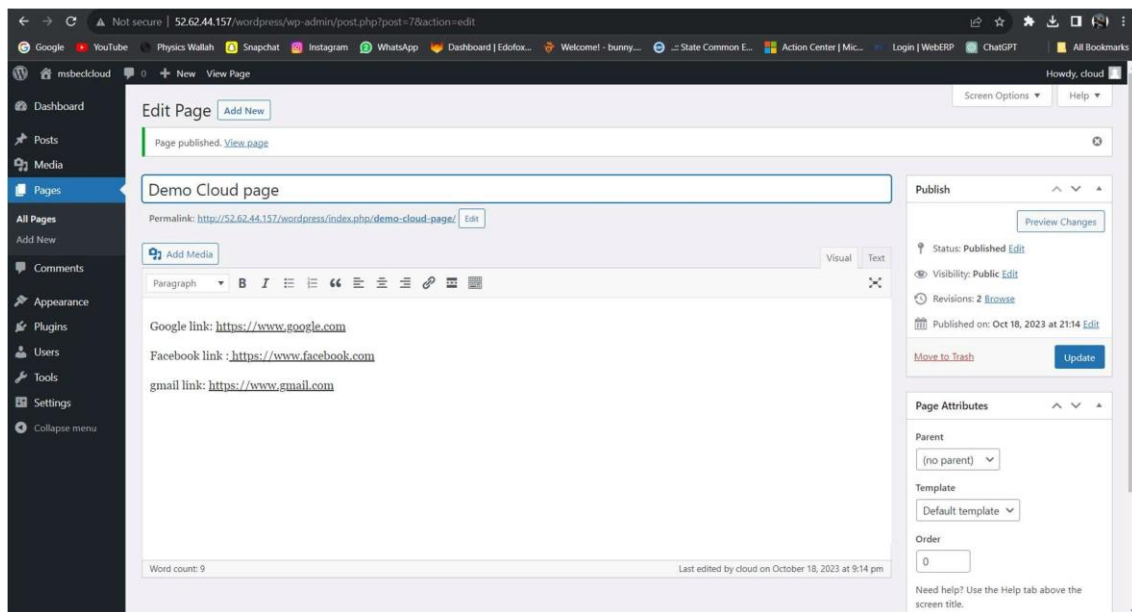 Not secure | 52.62.44.157/wordpress/wp-admin/post.php?post=7&action=edit
Google YouTube Physics Wallah Snapchat Instagram WhatsApp Dashboard | Edofox... Welcome! - bunny.... ..:: State Common E... Action Center | Mic... Login | WebERP ChatGPT All Bookmarks
msbecldcloud 0 + New View Page Howdy, cloud
Screen Options Help
Dashboard
Posts
Media
Pages
All Pages
Add New
Comments
Appearance
Plugins
Users
Tools
Settings
Collapse menu
Edit Page Add New
Page published. View page
Demo Cloud page
Permalink: http://52.62.44.157/wordpress/index.php/demo-cloud-page/ Edit
Add Media Visual Text
Paragraph B I
Google link: https://www.google.com
Facebook link : https://www.facebook.com
gmail link: https://www.gmail.com
Word count: 9 Last edited by cloud on October 18, 2023 at 9:14 pm
Publish
Preview Changes
Status: Published Edit
Visibility: Public Edit
Revisions: 2 Browse
Published on: Oct 18, 2023 at 21:14 Edit
Move to Trash Update
Page Attributes
Parent
(no parent)
Template
Default template
Order
0
Need help? Use the Help tab above the
screen title.